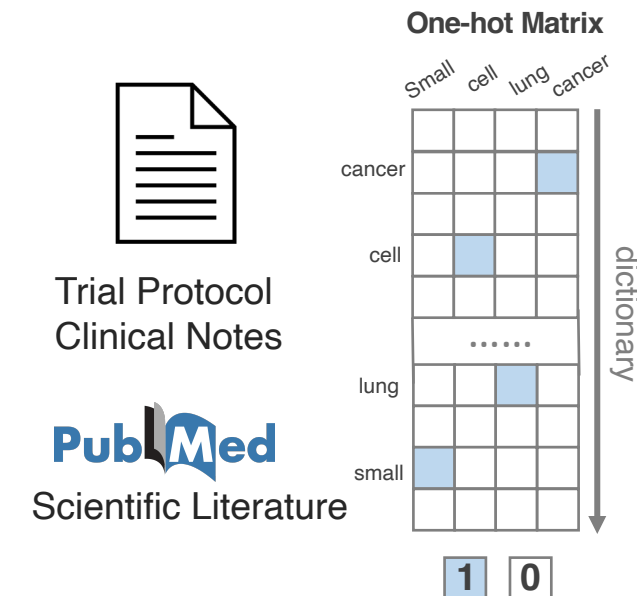 One-hot Matrix
Small cell lung cancer
cancer
cell
......
lung
small
dictionary
1 0
Trial Protocol
Clinical Notes
PubMed
Scientific Literature